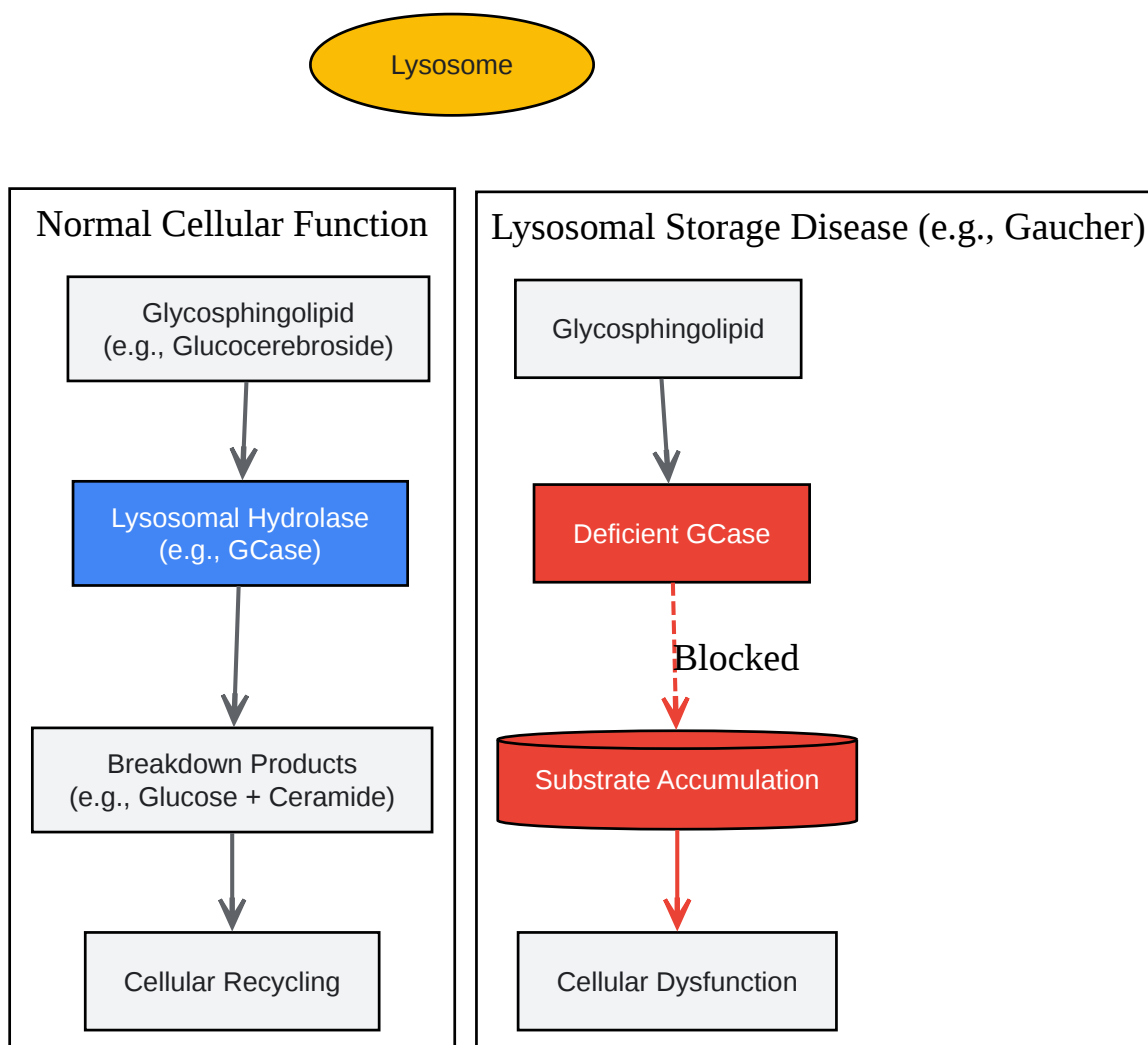 Lysosome
Normal Cellular Function
Glycosphingolipid
(e.g., Glucocerebroside)
Lysosomal Hydrolase
(e.g., GCase)
Breakdown Products
(e.g., Glucose + Ceramide)
Cellular Recycling
Lysosomal Storage Disease (e.g., Gaucher)
Glycosphingolipid
Deficient GCase
Blocked
Substrate Accumulation
Cellular Dysfunction